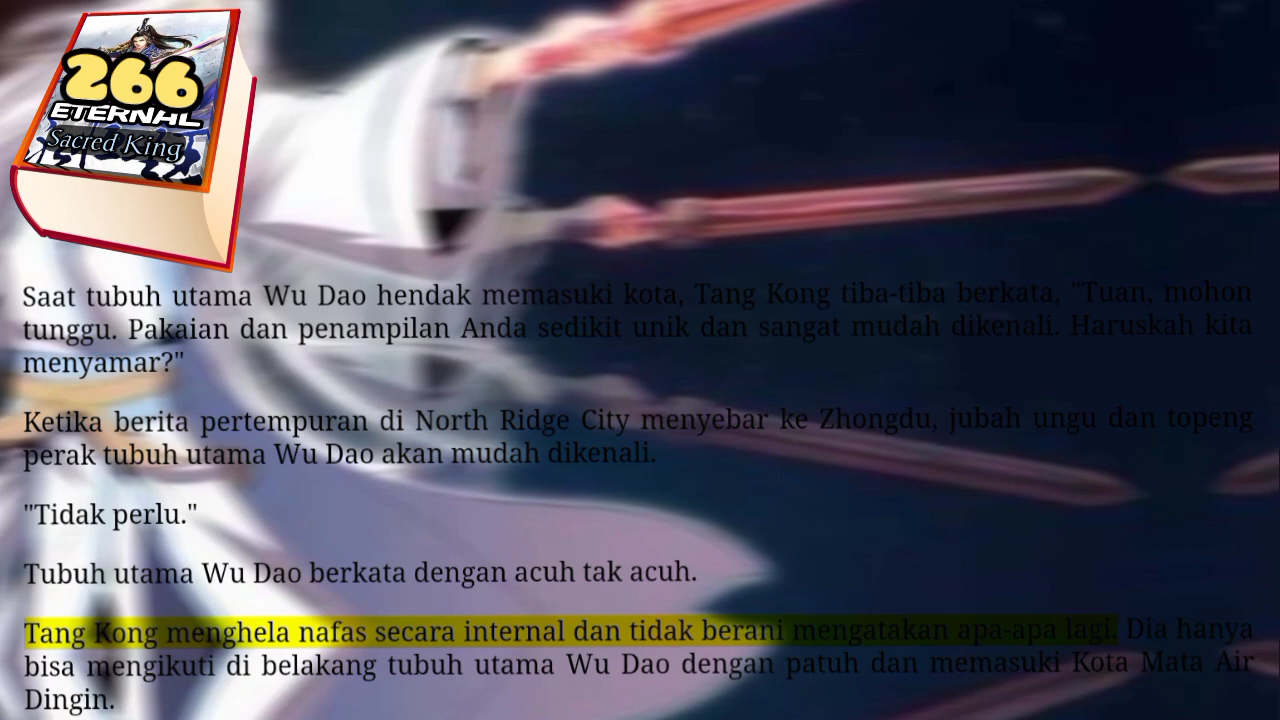 266
ETERNAL
Sacred King
Saat tubuh utama Wu Dao hendak memasuki kota, Tang Kong tiba-tiba berkata, "Tuan, mohon
tunggu. Pakaian dan penampilan Anda sedikit unik dan sangat mudah dikenali. Haruskah kita
menyamar?"
Ketika berita pertempuran di North Ridge City menyebar ke Zhongdu, jubah ungu dan topeng
perak tubuh utama Wu Dao akan mudah dikenali.
"Tidak perlu."
Tubuh utama Wu Dao berkata dengan acuh tak acuh.
Tang Kong menghela nafas secara internal dan tidak berani mengatakan apa-apa lagi. Dia hanya
bisa mengikuti di belakang tubuh utama Wu Dao dengan patuh dan memasuki Kota Mata Air
Dingin.